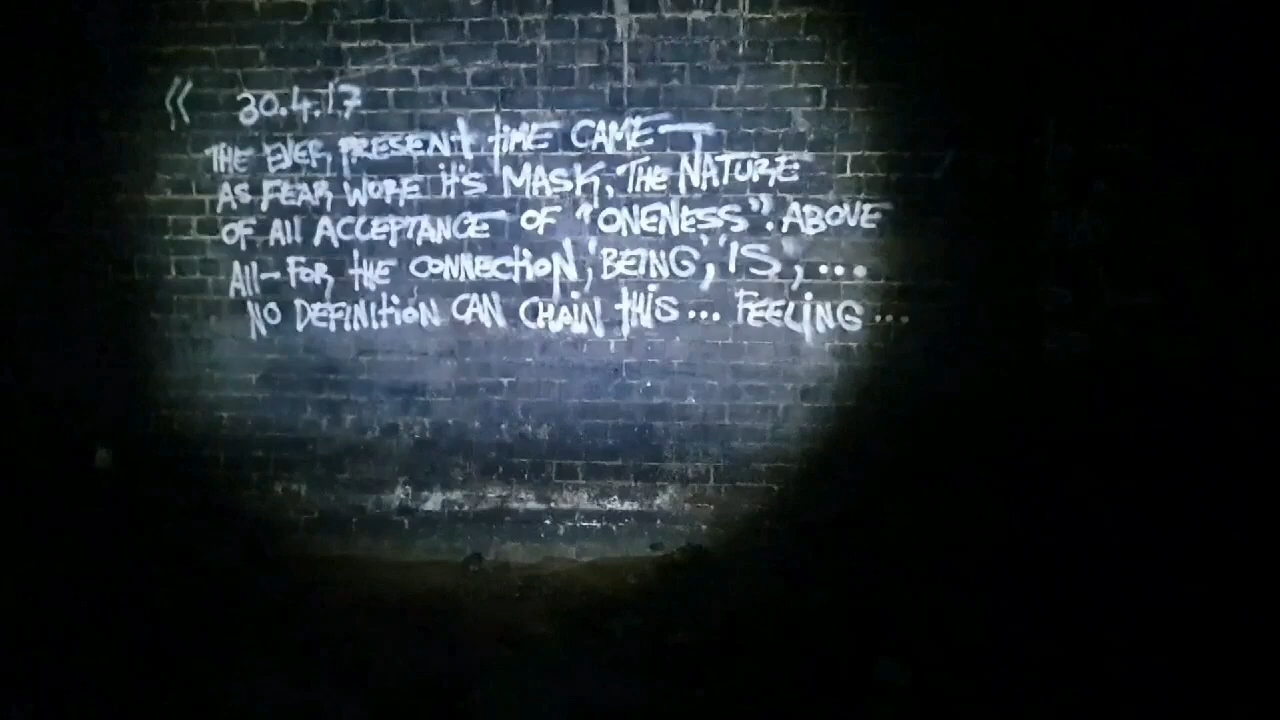 « 30.4.17
THE EVER PRESENT tiME CAME —
AS FEAR WORE it'S MASK, THE NATURE
OF All ACCEPTANCE OF "ONENESS". ABOVE
All - FOR tHE CONNECtiON, 'BEING', 'IS', ...
NO DEFINItiON CAN CHAiN tHiS... FEELiNG...